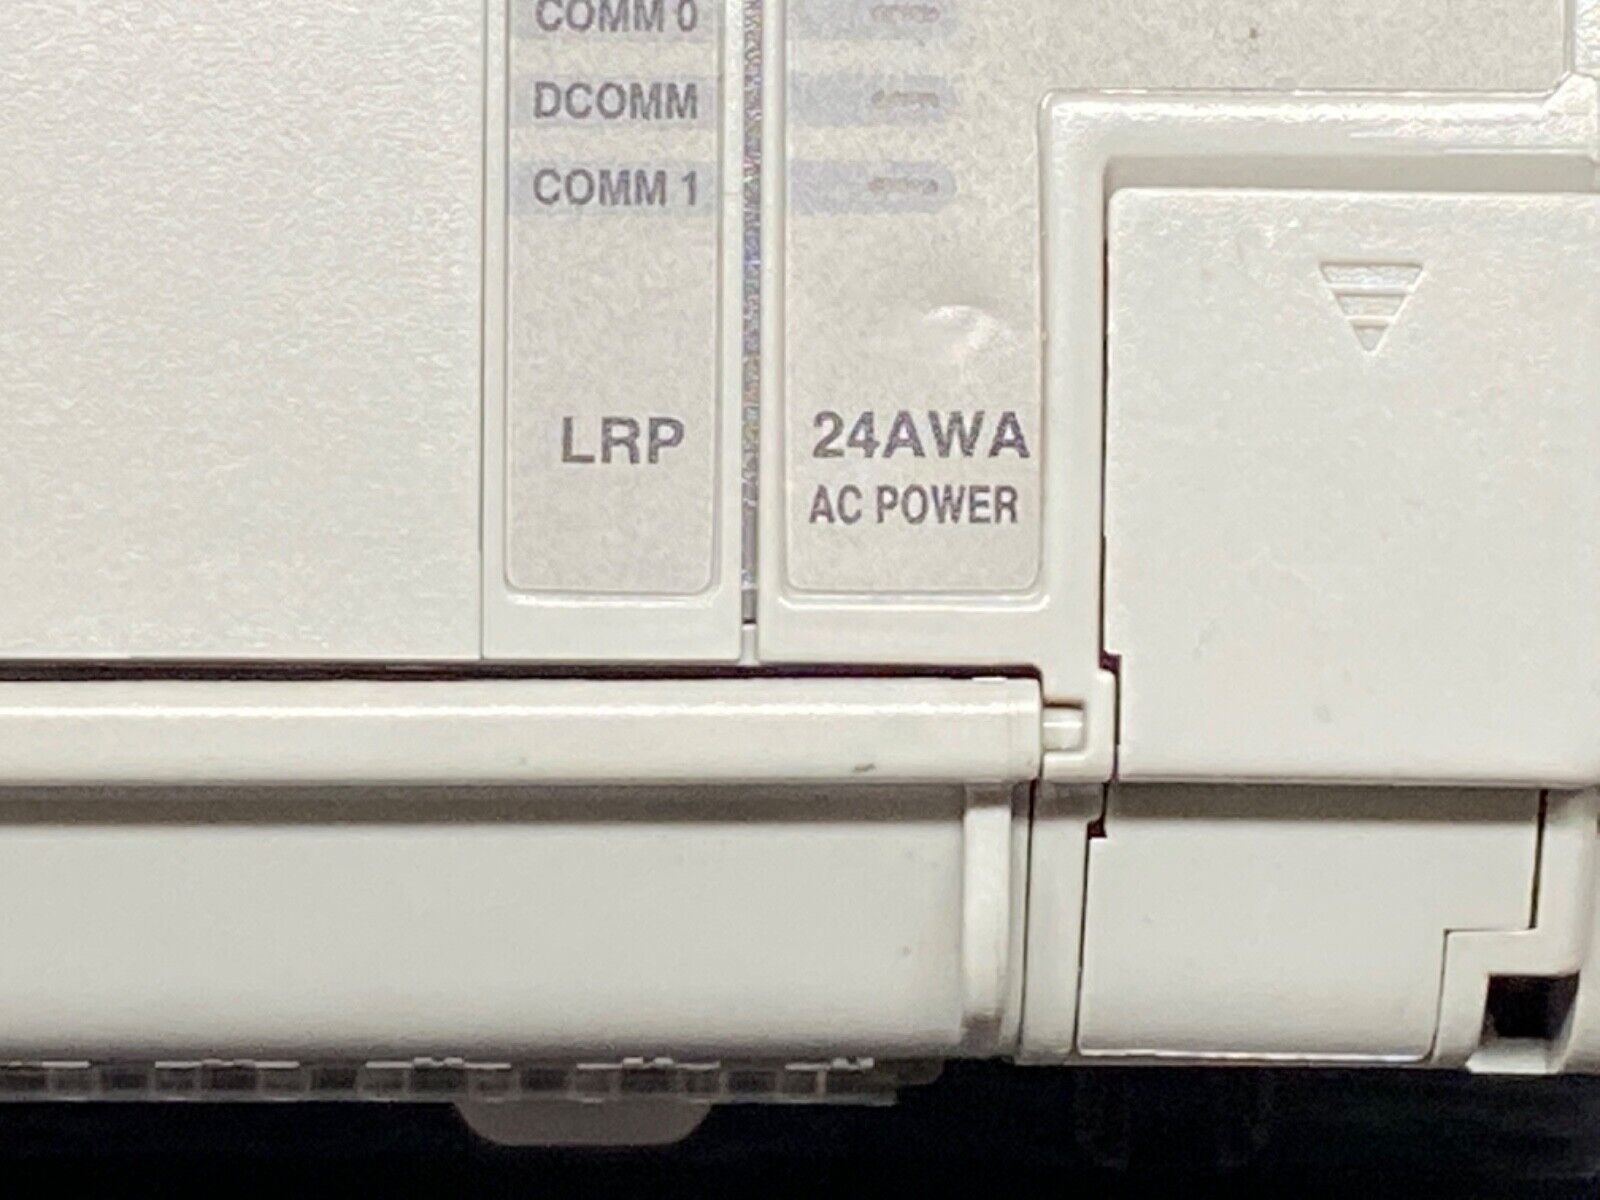 COMM 0
DCOMM
COMM 1
LRP
24AWA
AC POWER